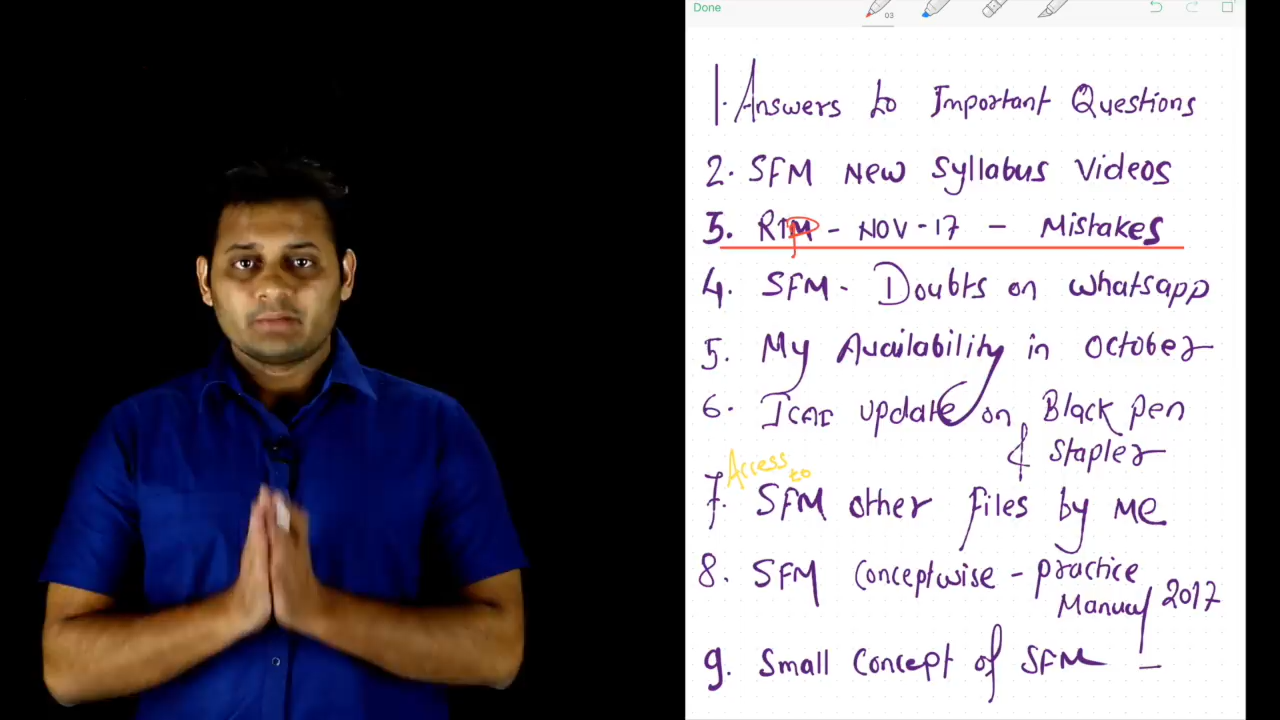 Done
03
1. Answers to Important Questions
2. SFM New Syllabus Videos
3. RTP - NOV - 17 - Mistakes
4. SFM - Doubts on whatsapp
5. My Availability in October
6. ICAI update on Black pen
& stapler
Access to
7. SFM other files by me
8. SFM Conceptwise - practice
Manual 2017
9. Small Concept of SFM -